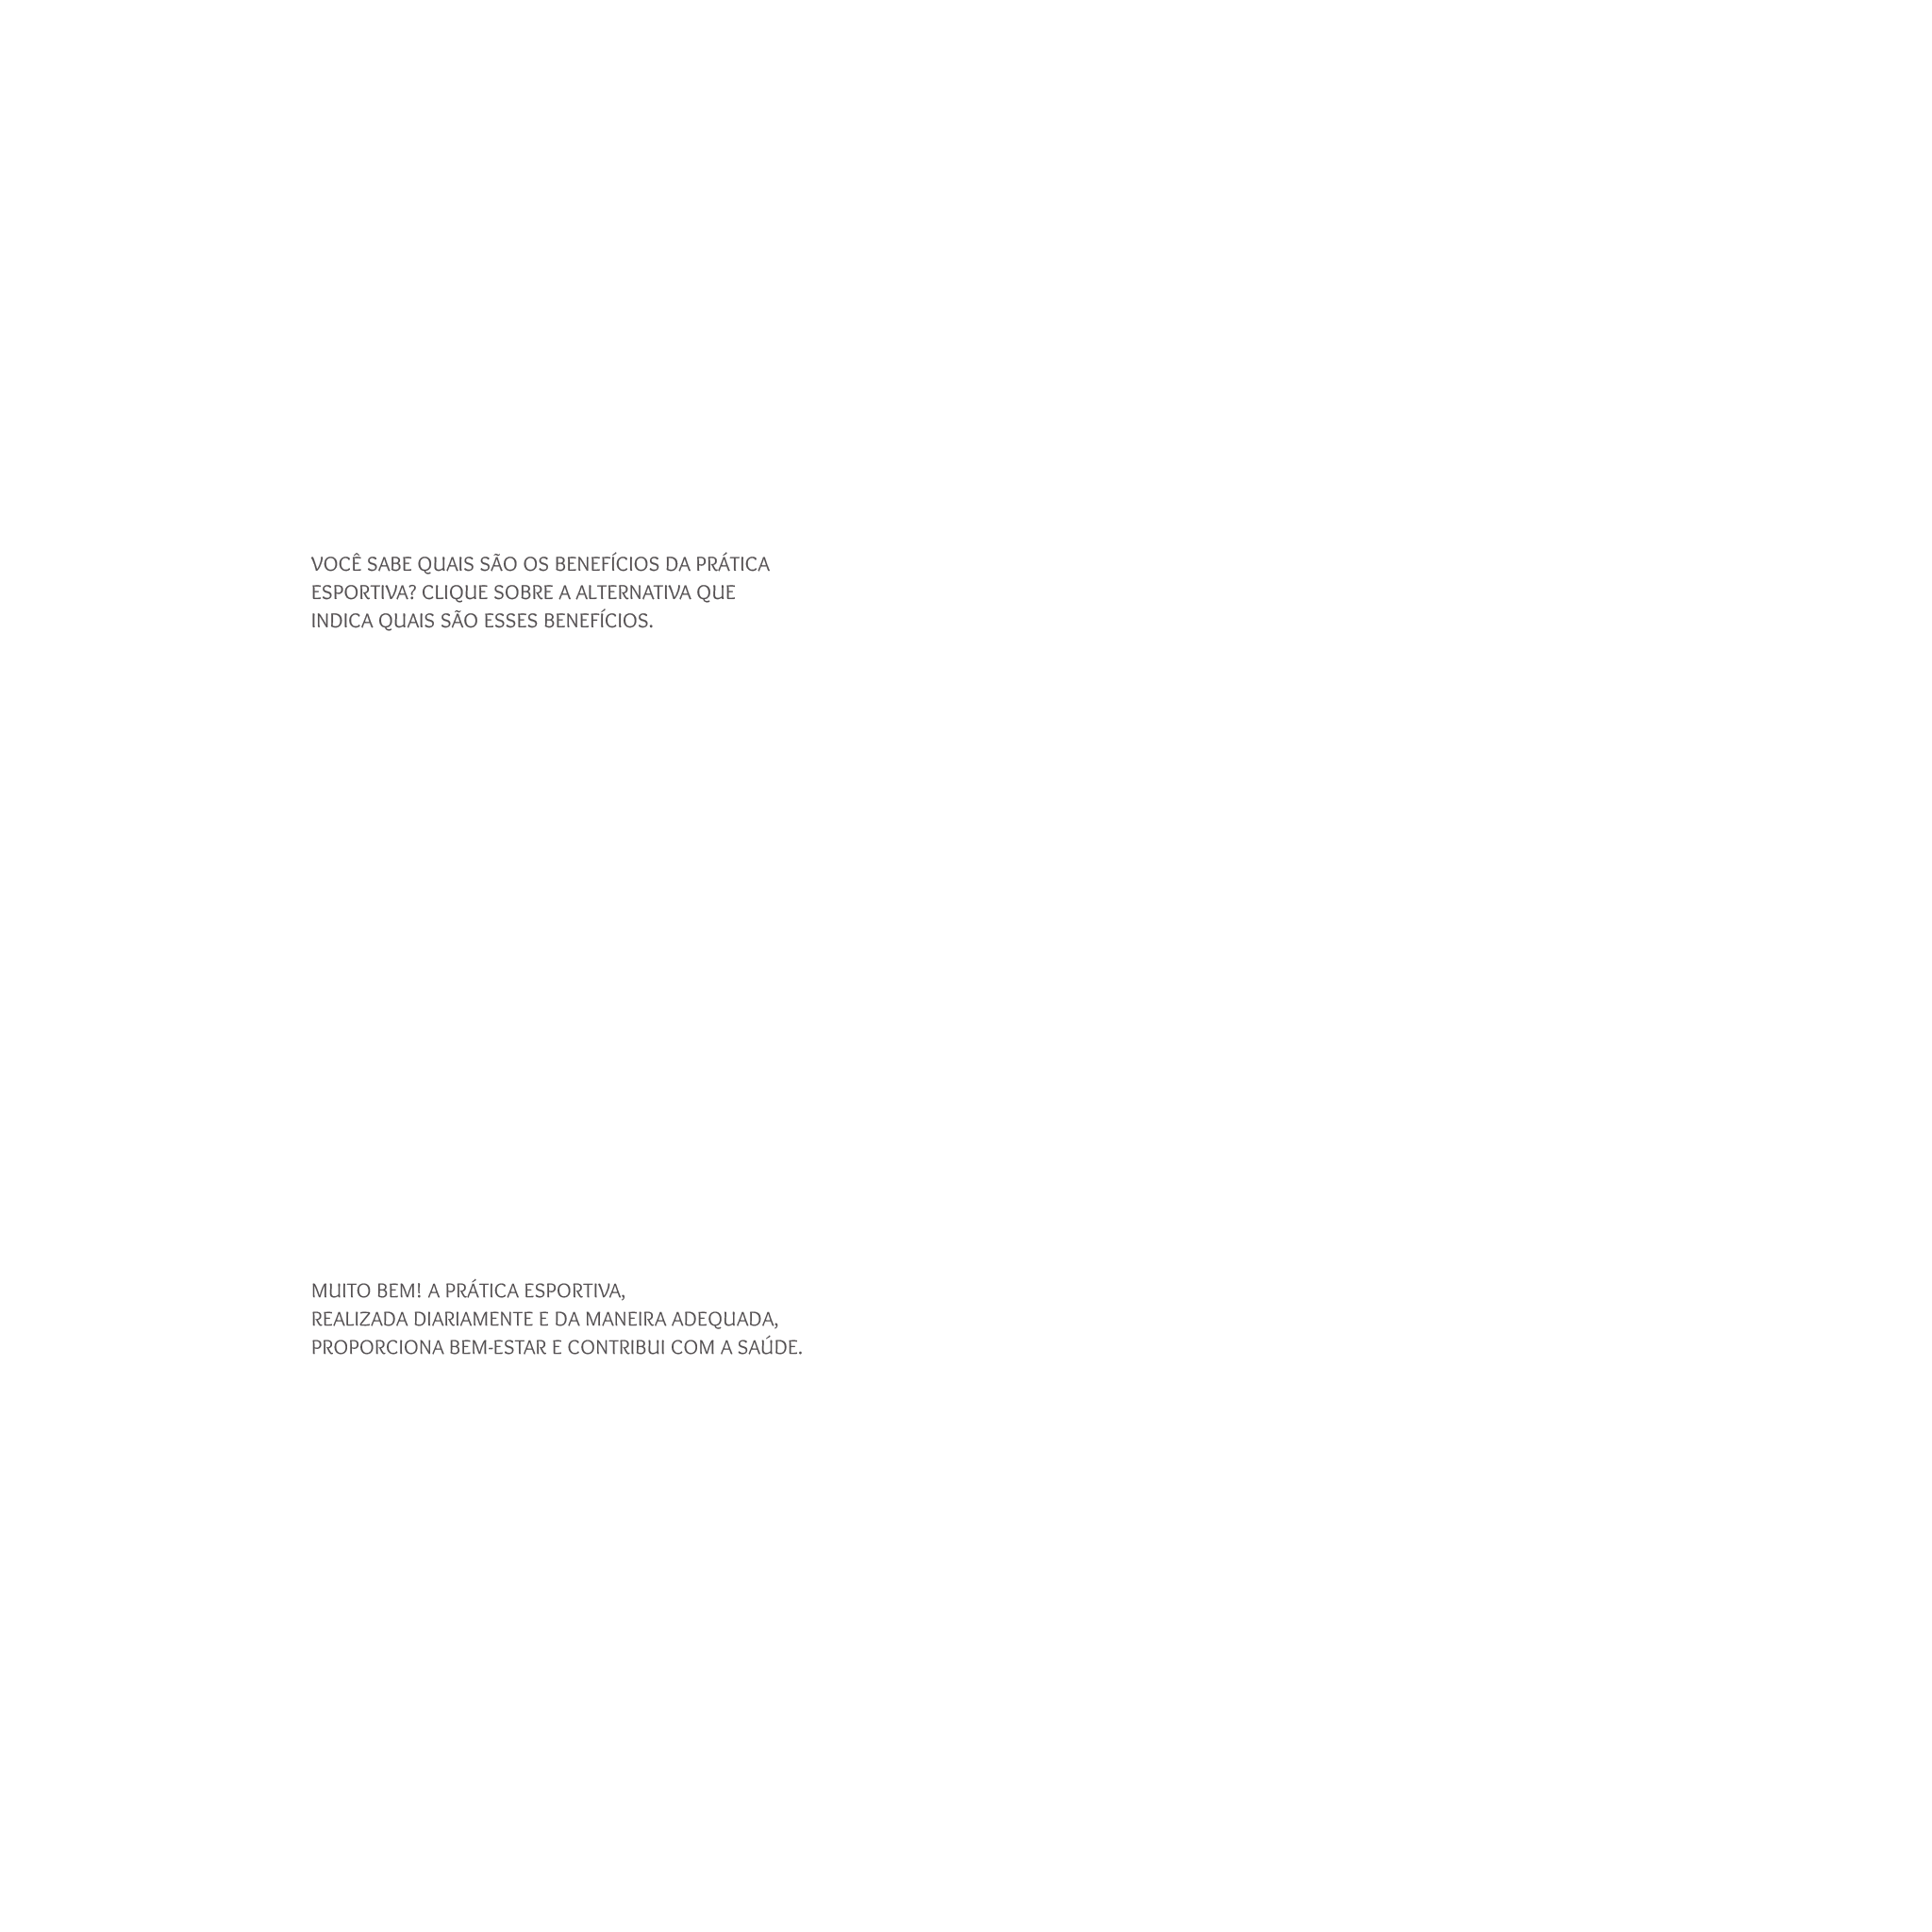 VOCÊ SABE QUAIS SÃO OS BENEFÍCIOS DA PRÁTICA
ESPORTIVA? CLIQUE SOBRE A ALTERNATIVA QUE
INDICA QUAIS SÃO ESSES BENEFÍCIOS.
MUITO BEM! A PRÁTICA ESPORTIVA,
REALIZADA DIARIAMENTE E DA MANEIRA ADEQUADA,
PROPORCIONA BEM-ESTAR E CONTRIBUI COM A SAÚDE.